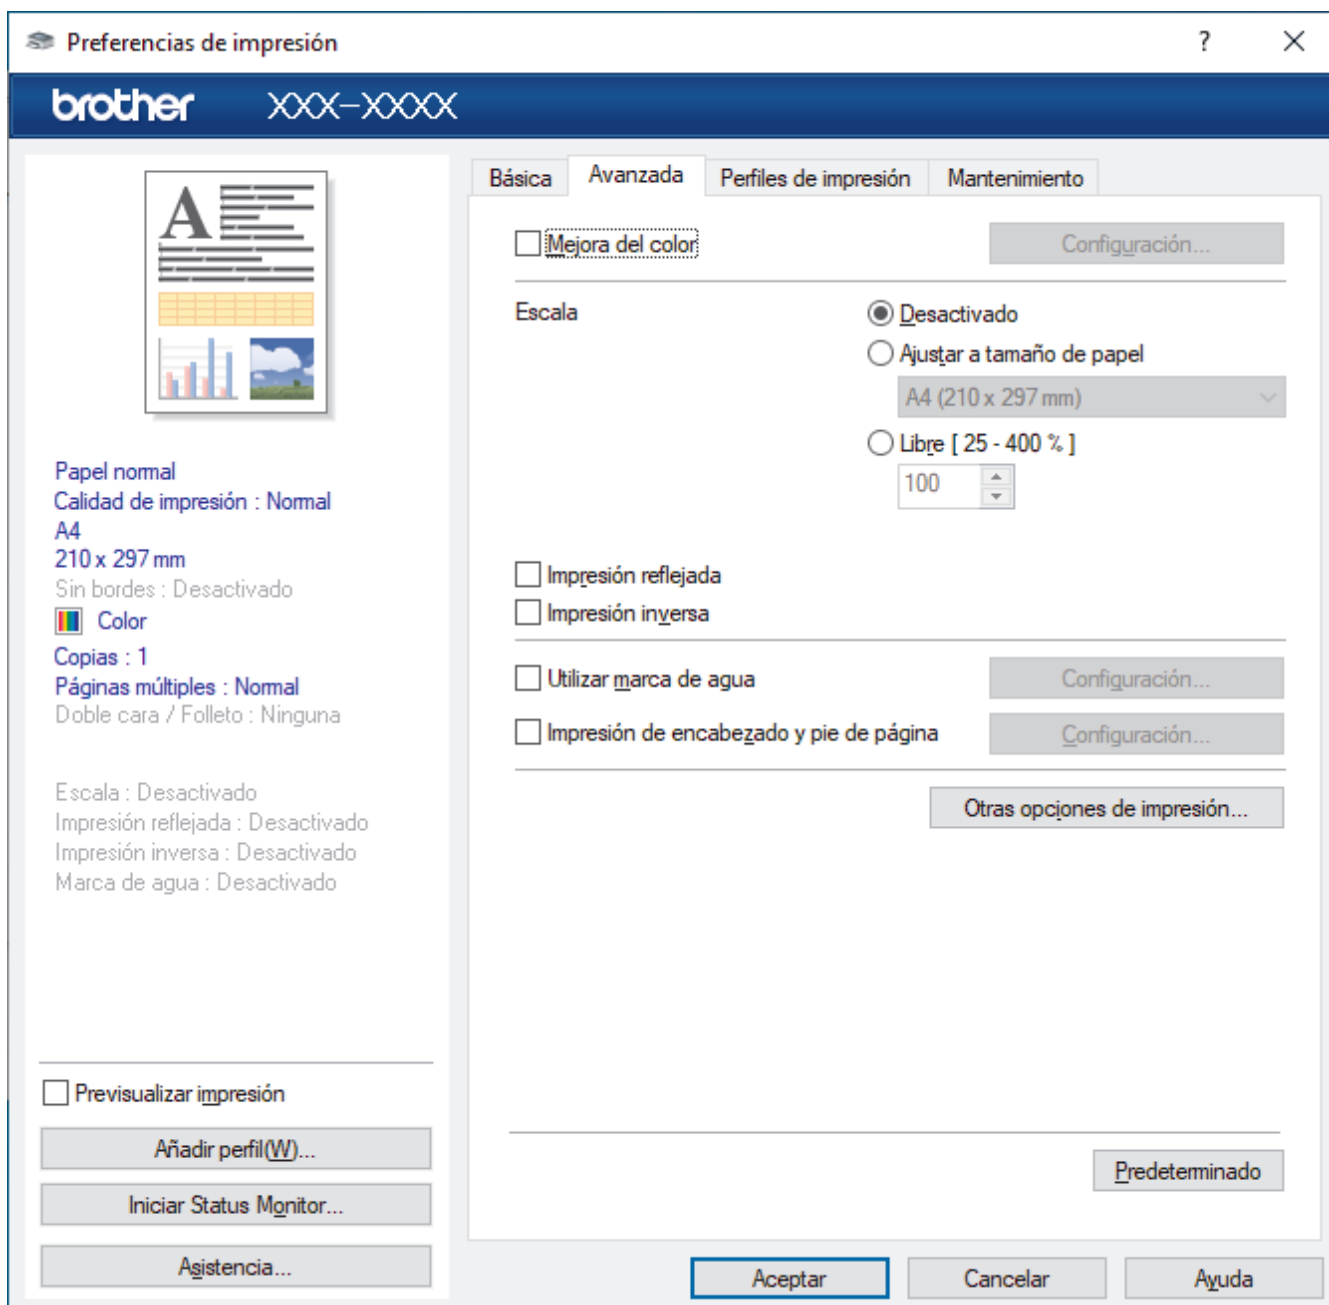 Preferencias de impresión
?
brother XXX-XXXX
A
Papel normal
Calidad de impresión : Normal
A4
210 x 297 mm
Sin bordes : Desactivado
Color
Copias : 1
Páginas múltiples : Normal
Doble cara / Folleto : Ninguna
Escala : Desactivado
Impresión reflejada : Desactivado
Impresión inversa : Desactivado
Marca de agua : Desactivado
Previsualizar impresión
Añadir perfil(W)...
Iniciar Status Monitor...
Asistencia...
Básica Avanzada Perfiles de impresión Mantenimiento
Mejora del color Configuración...
Escala Desactivado
Ajustar a tamaño de papel
A4 (210 x 297 mm)
Libre [ 25 - 400 % ]
100
Impresión reflejada
Impresión inversa
Utilizar marca de agua Configuración...
Impresión de encabezado y pie de página Configuración...
Otras opciones de impresión...
Predeterminado
Aceptar Cancelar Ayuda